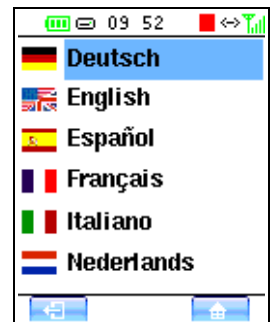 09 52
Deutsch
English
Español
Français
Italiano
Nederlands